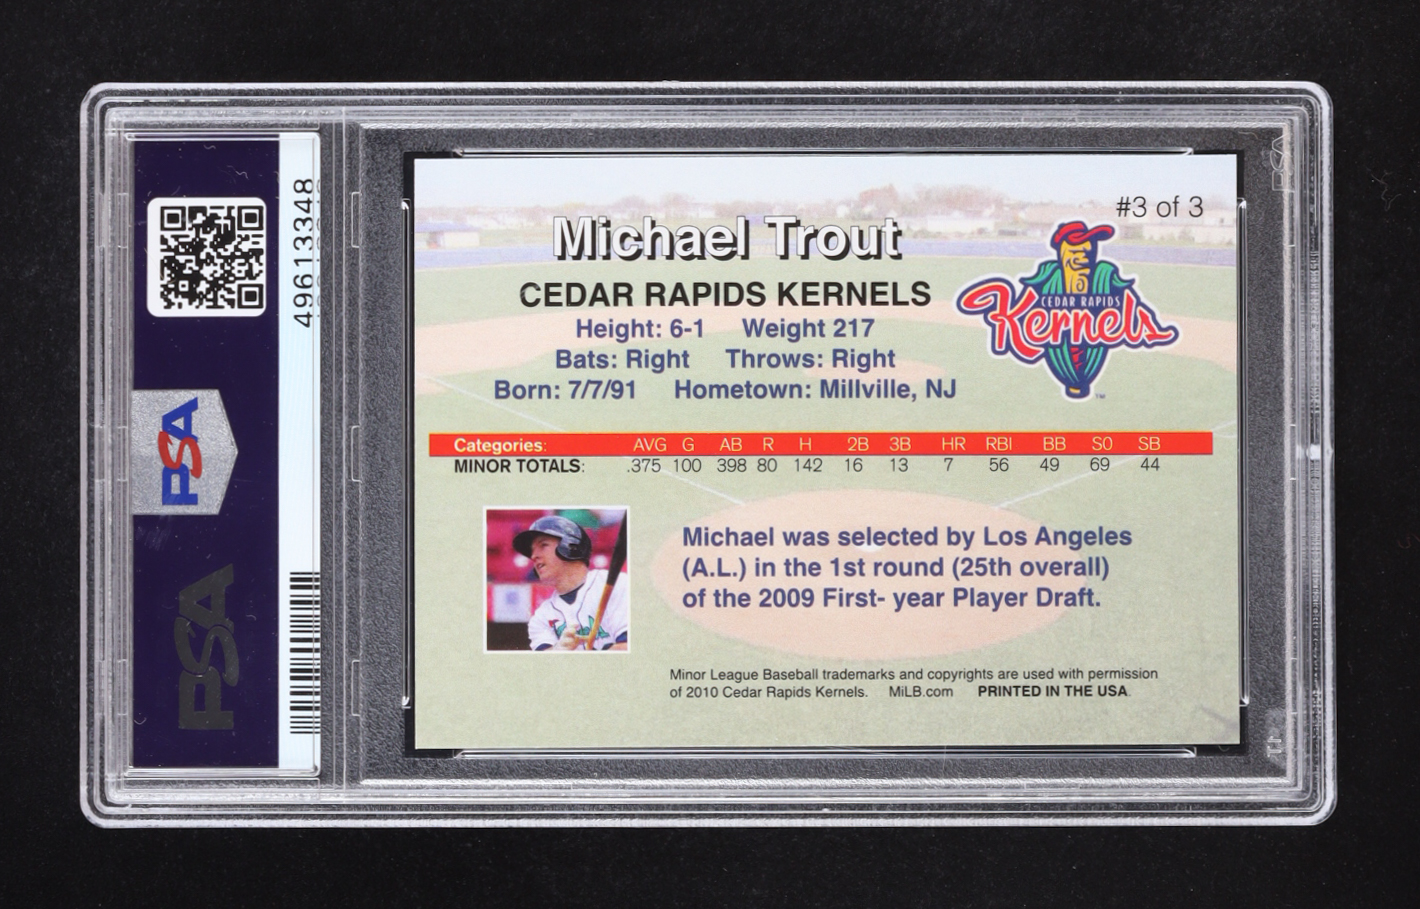 49613348
PSA
PSA
#3 of 3
Michael Trout
CEDAR RAPIDS KERNELS
Height: 6-1 Weight 217
Bats: Right Throws: Right
Born: 7/7/91 Hometown: Millville, NJ
CEDAR RAPIDS
Kernels
TM
Categories: AVG G AB R H 2B 3B HR RBI BB SO SB
MINOR TOTALS: .375 100 398 80 142 16 13 7 56 49 69 44
Michael was selected by Los Angeles
(A.L.) in the 1st round (25th overall)
of the 2009 First- year Player Draft.
Minor League Baseball trademarks and copyrights are used with permission
of 2010 Cedar Rapids Kernels. MiLB.com PRINTED IN THE USA.
PSA